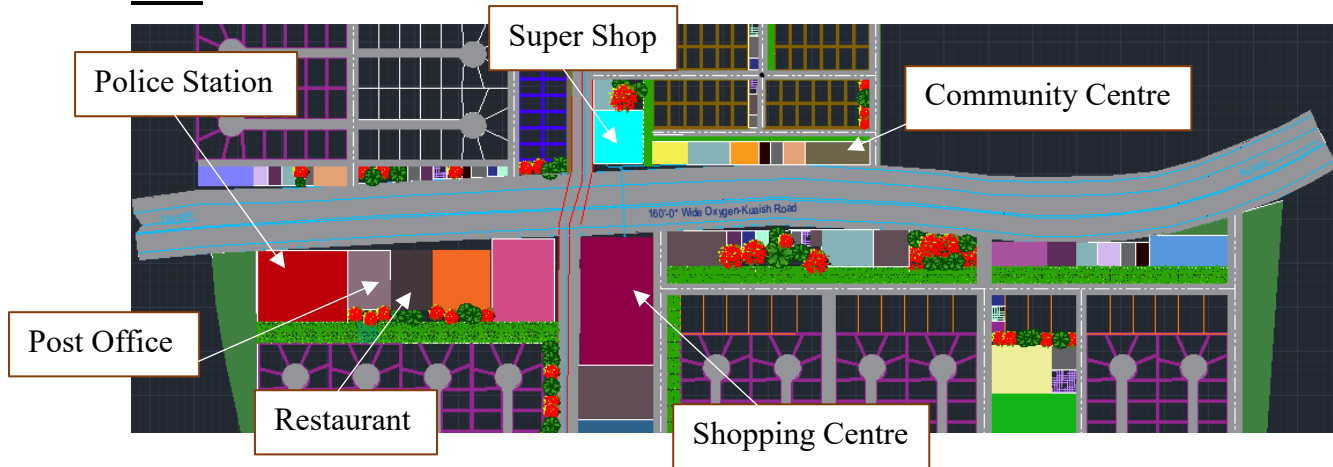 Super Shop
Police Station
Community Centre
160'-0" Wide Oxygen-Kuaish Road
Post Office
Restaurant
Shopping Centre